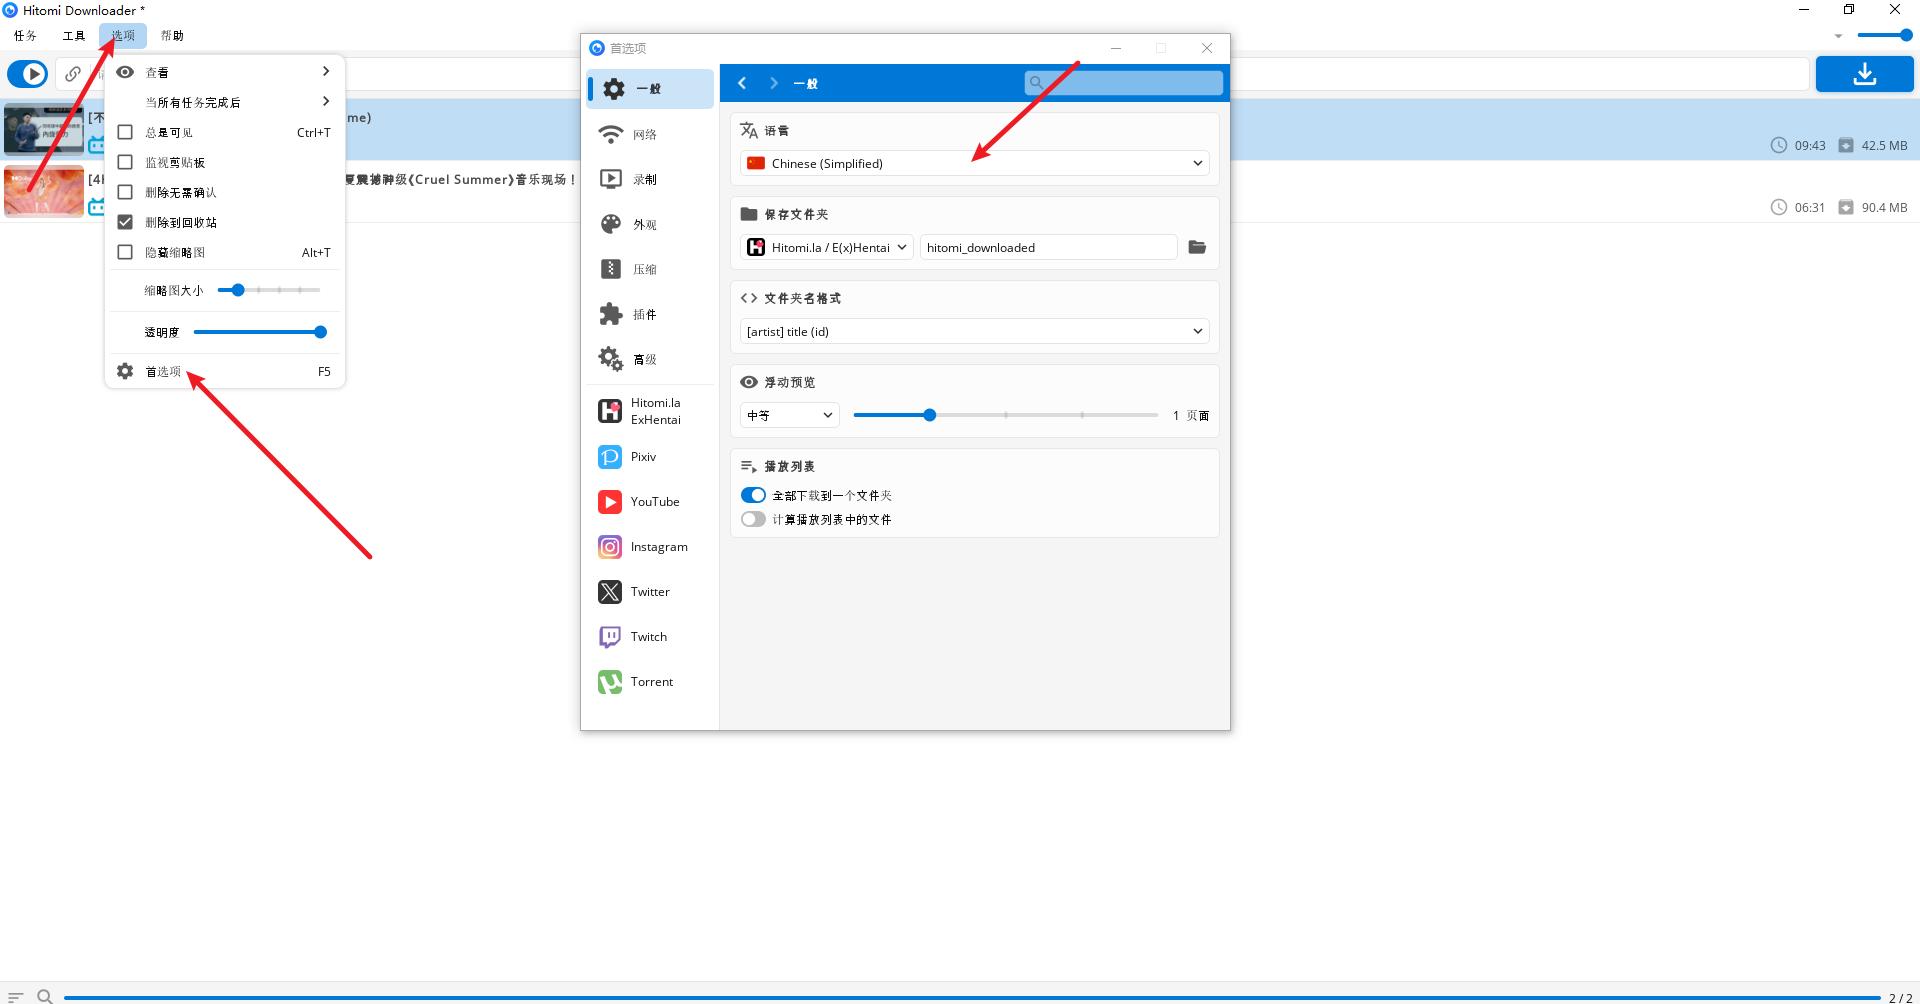 Hitomi Downloader *
任务 工具 选项 帮助
查看
当所有任务完成后
总是可见 Ctrl+T
监视剪贴板
删除无需确认
删除到回收站
隐藏缩略图 Alt+T
缩略图大小
透明度
首选项 F5
[不
me)
09:43 42.5 MB
[4K
夏震撼神级《Cruel Summer》音乐现场！
06:31 90.4 MB
首选项
一般
网络
录制
外观
压缩
插件
高级
Hitomi.la
ExHentai
Pixiv
YouTube
Instagram
Twitter
Twitch
Torrent
一般
语言
Chinese (Simplified)
保存文件夹
Hitomi.la / E(x)Hentai hitomi_downloaded
文件夹名格式
[artist] title (id)
浮动预览
中等 1 页面
播放列表
全部下载到一个文件夹
计算播放列表中的文件
2 / 2